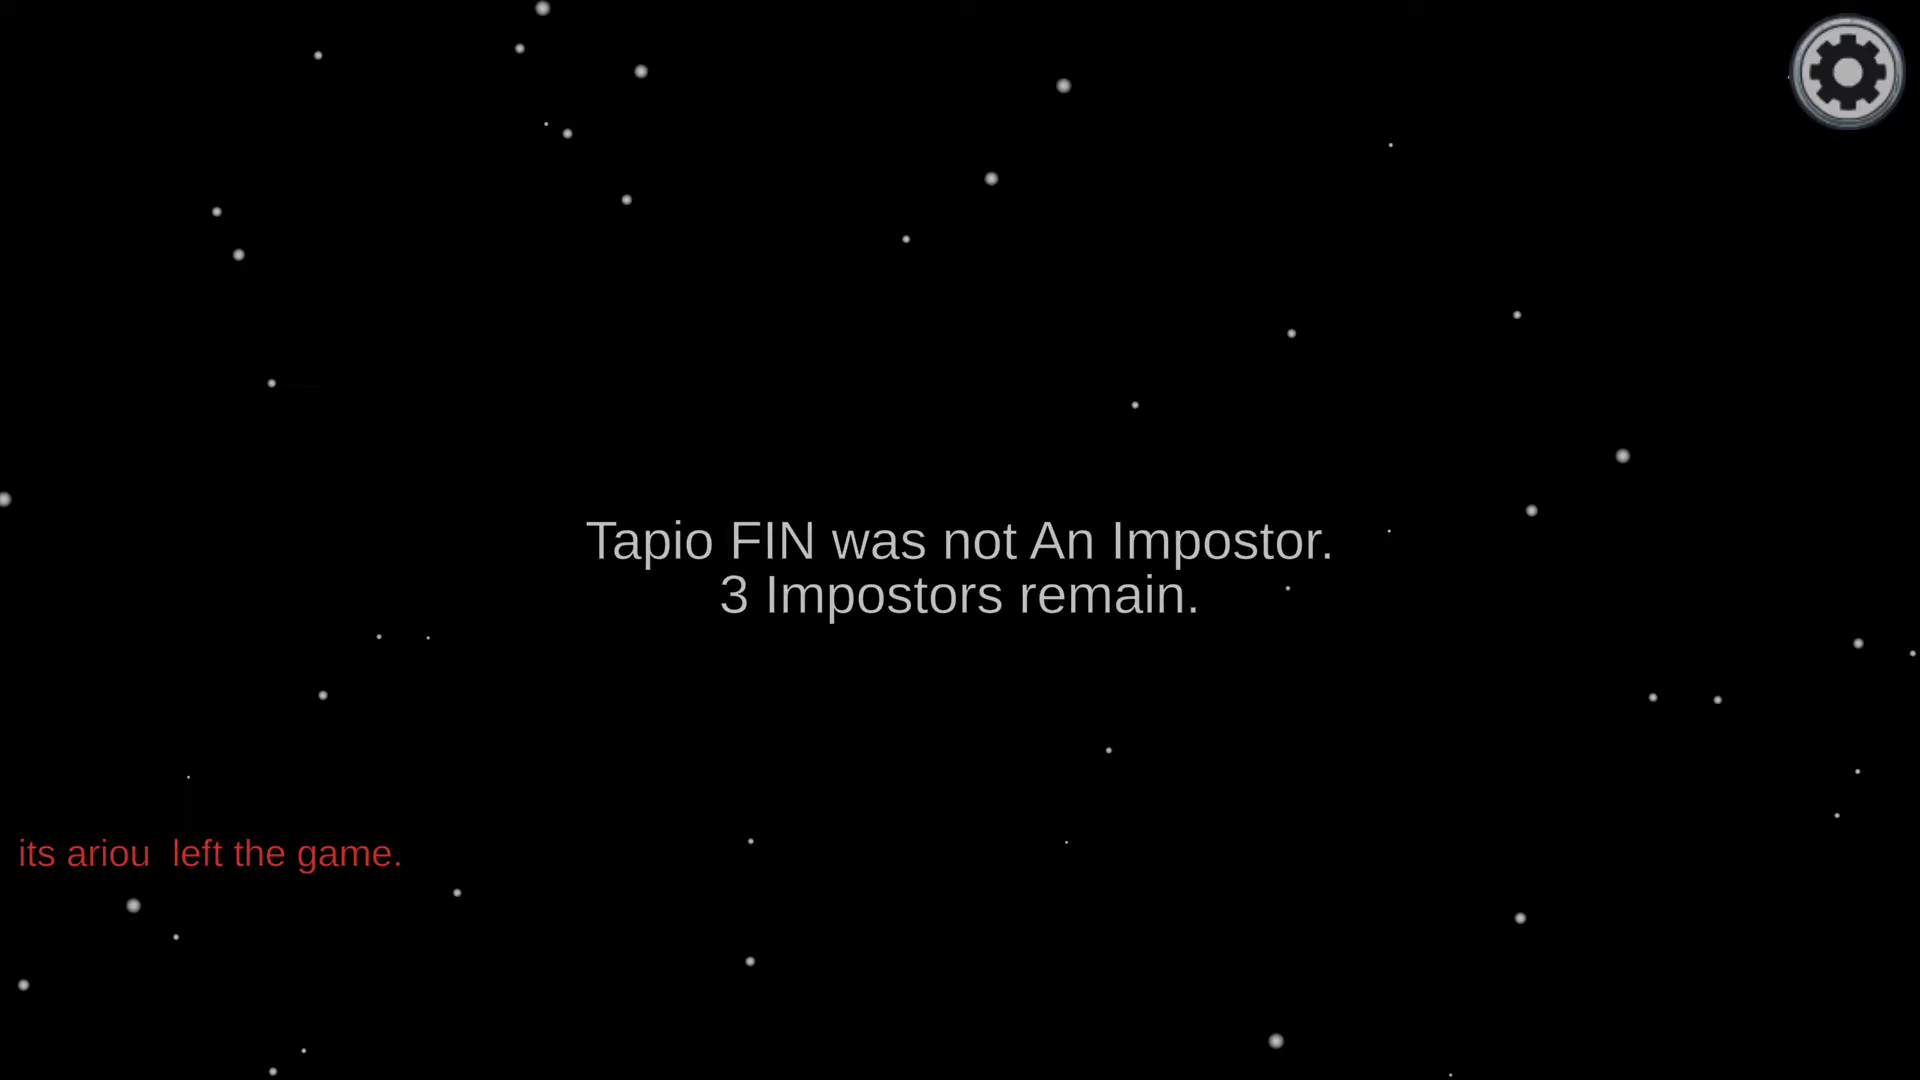 Tapio FIN was not An Impostor.
3 Impostors remain.
its ariou  left the game.